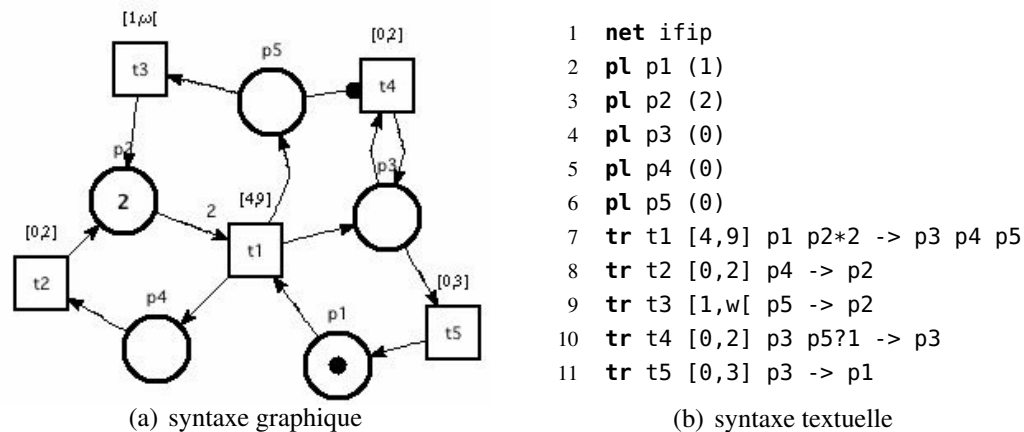 [1,ω[
t3
p5
[0,2]
t4
p2
2
[0,2]
t2
2
[4,9]
t1
p3
[0,3]
t5
p4
p1
(a) syntaxe graphique
1 net ifip
2 pl p1 (1)
3 pl p2 (2)
4 pl p3 (0)
5 pl p4 (0)
6 pl p5 (0)
7 tr t1 [4,9] p1 p2*2 -> p3 p4 p5
8 tr t2 [0,2] p4 -> p2
9 tr t3 [1,w[ p5 -> p2
10 tr t4 [0,2] p3 p5?1 -> p3
11 tr t5 [0,3] p3 -> p1
(b) syntaxe textuelle